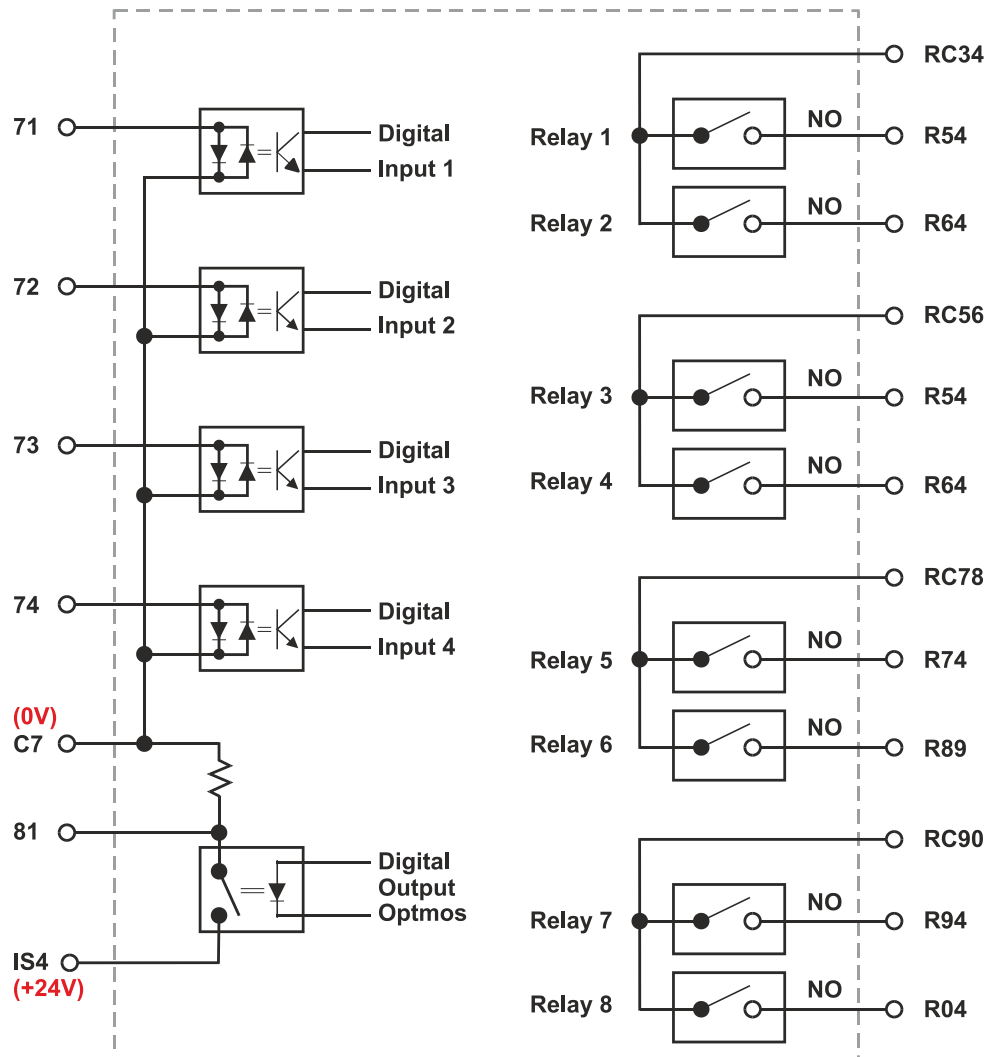 71
Digital
Input 1
72
Digital
Input 2
73
Digital
Input 3
74
Digital
Input 4
(0V)
C7
81
Digital
Output
Optmos
IS4
(+24V)
RC34
Relay 1
NO
R54
Relay 2
NO
R64
RC56
Relay 3
NO
R54
Relay 4
NO
R64
RC78
Relay 5
NO
R74
Relay 6
NO
R89
RC90
Relay 7
NO
R94
Relay 8
NO
R04